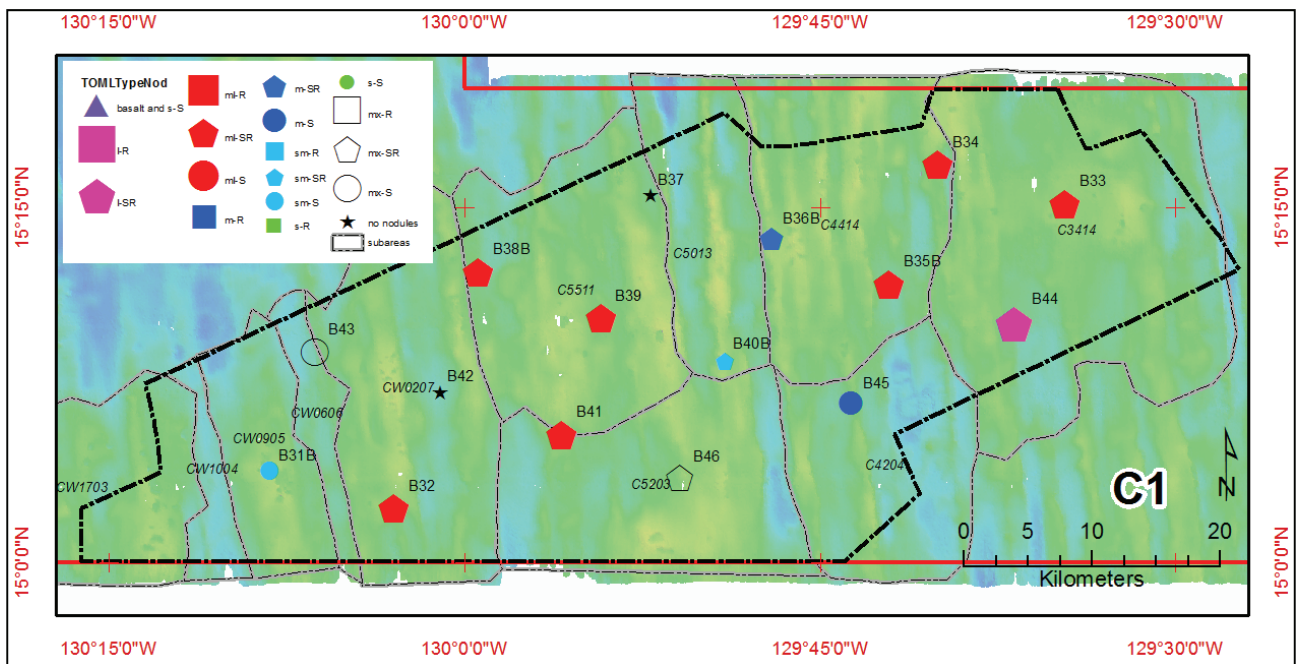 130°15'0"W 130°0'0"W 129°45'0"W 129°30'0"W
15°15'0"N
15°0'0"N
TOMLTypeNod
basalt and s-S
l-R
l-SR
ml-R
ml-SR
ml-S
m-R
m-SR
m-S
sm-R
sm-SR
sm-S
s-R
s-S
mx-R
mx-SR
mx-S
no nodules
subareas
B34
B33
B37
B36B
C4414
C3414
C5013
B38B
B35B
C5511
B39
B44
B43
B40B
CW0207
B42
B45
CW0606
B41
CW0905
B31B
B46
CW1004
C4204
CW1703
C5203
B32
C1
N
0 5 10 20
Kilometers
15°15'0"N
15°0'0"N
130°15'0"W 130°0'0"W 129°45'0"W 129°30'0"W